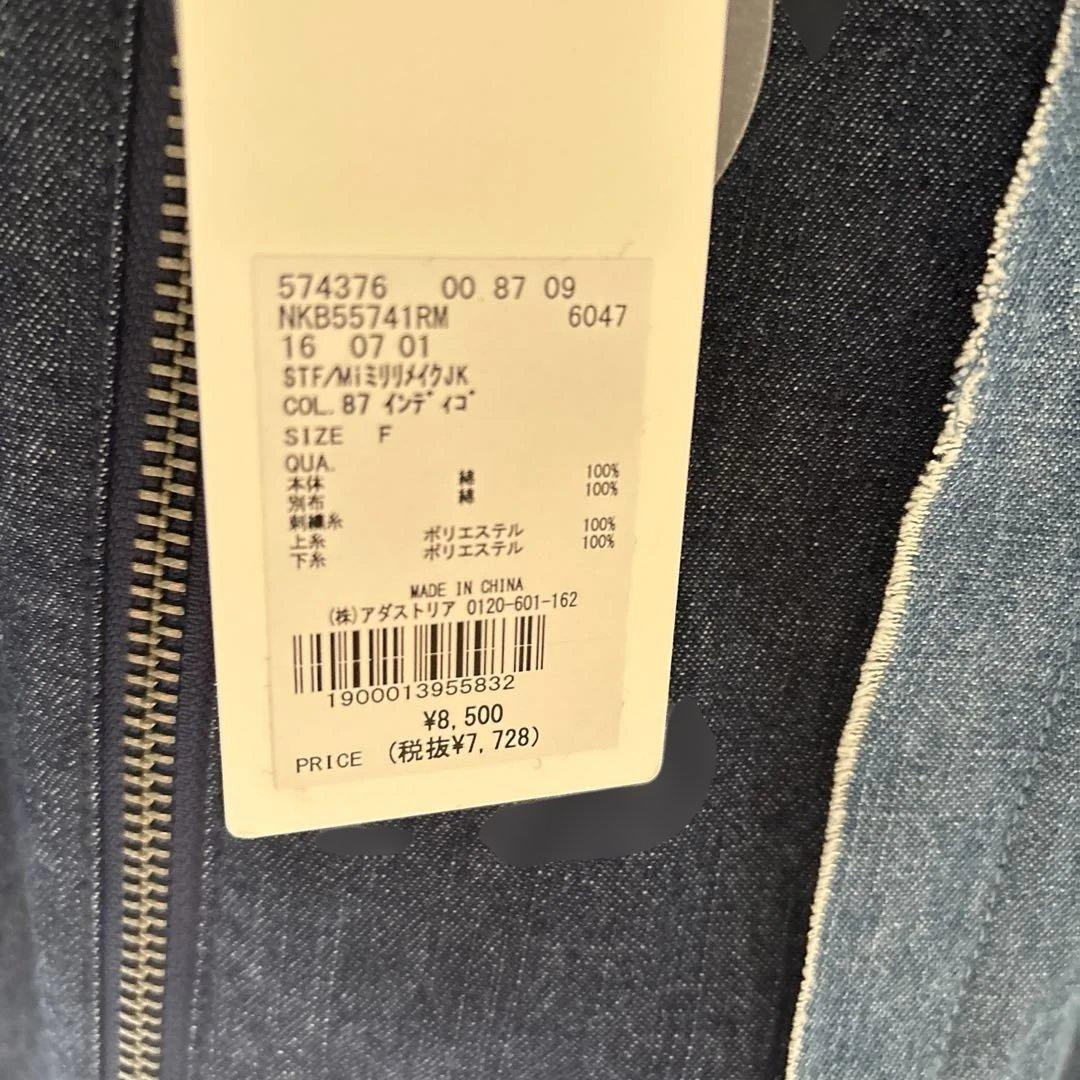 574376 00 87 09
NKB55741RM 6047
16 07 01
STF/MiミリリメイクJK
COL. 87 インディゴ
SIZE F
QUA.
本体 綿 100%
別布 綿 100%
刺繍糸
上糸 ポリエステル 100%
下糸 ポリエステル 100%
MADE IN CHINA
(株)アダストリア 0120-601-162
1900013955832
¥8,500
PRICE (税抜¥7,728)